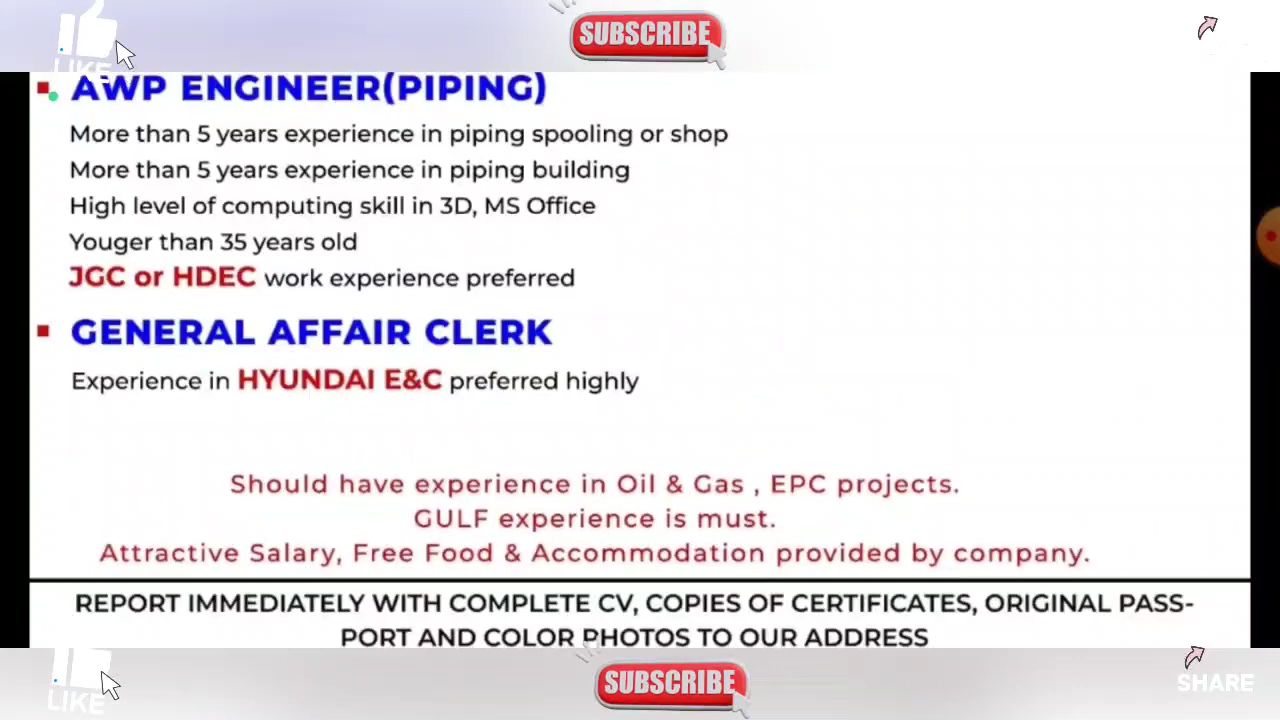 LIKE
SUBSCRIBE
AWP ENGINEER(PIPING)
More than 5 years experience in piping spooling or shop
More than 5 years experience in piping building
High level of computing skill in 3D, MS Office
Youger than 35 years old
JGC or HDEC work experience preferred
GENERAL AFFAIR CLERK
Experience in HYUNDAI E&C preferred highly
Should have experience in Oil & Gas , EPC projects.
GULF experience is must.
Attractive Salary, Free Food & Accommodation provided by company.
REPORT IMMEDIATELY WITH COMPLETE CV, COPIES OF CERTIFICATES, ORIGINAL PASS-
PORT AND COLOR PHOTOS TO OUR ADDRESS
LIKE
SUBSCRIBE
SHARE